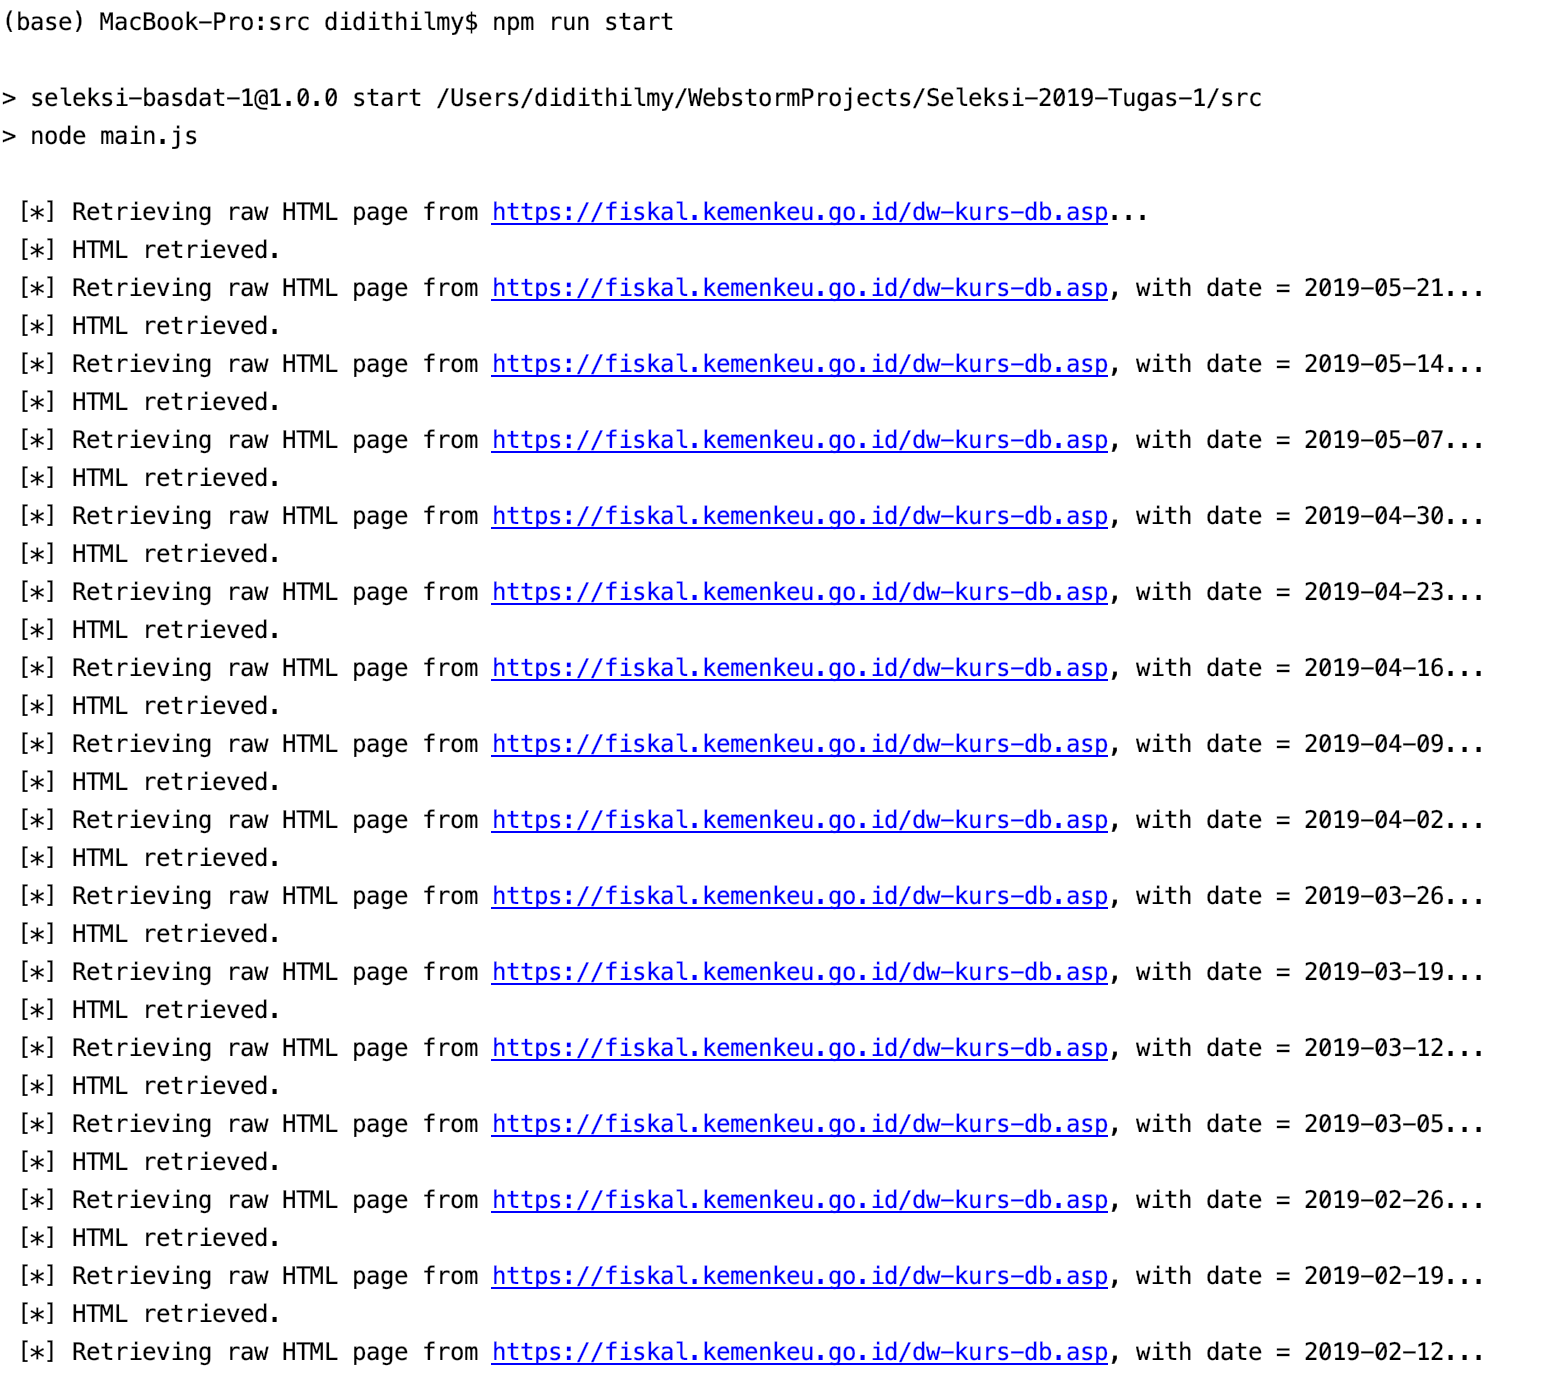 (base) MacBook-Pro:src didithilmy$ npm run start
> seleksi-basdat-1@1.0.0 start /Users/didithilmy/WebstormProjects/Seleksi-2019-Tugas-1/src
> node main.js
[*] Retrieving raw HTML page from https://fiskal.kemenkeu.go.id/dw-kurs-db.asp...
[*] HTML retrieved.
[*] Retrieving raw HTML page from https://fiskal.kemenkeu.go.id/dw-kurs-db.asp, with date = 2019-05-21...
[*] HTML retrieved.
[*] Retrieving raw HTML page from https://fiskal.kemenkeu.go.id/dw-kurs-db.asp, with date = 2019-05-14...
[*] HTML retrieved.
[*] Retrieving raw HTML page from https://fiskal.kemenkeu.go.id/dw-kurs-db.asp, with date = 2019-05-07...
[*] HTML retrieved.
[*] Retrieving raw HTML page from https://fiskal.kemenkeu.go.id/dw-kurs-db.asp, with date = 2019-04-30...
[*] HTML retrieved.
[*] Retrieving raw HTML page from https://fiskal.kemenkeu.go.id/dw-kurs-db.asp, with date = 2019-04-23...
[*] HTML retrieved.
[*] Retrieving raw HTML page from https://fiskal.kemenkeu.go.id/dw-kurs-db.asp, with date = 2019-04-16...
[*] HTML retrieved.
[*] Retrieving raw HTML page from https://fiskal.kemenkeu.go.id/dw-kurs-db.asp, with date = 2019-04-09...
[*] HTML retrieved.
[*] Retrieving raw HTML page from https://fiskal.kemenkeu.go.id/dw-kurs-db.asp, with date = 2019-04-02...
[*] HTML retrieved.
[*] Retrieving raw HTML page from https://fiskal.kemenkeu.go.id/dw-kurs-db.asp, with date = 2019-03-26...
[*] HTML retrieved.
[*] Retrieving raw HTML page from https://fiskal.kemenkeu.go.id/dw-kurs-db.asp, with date = 2019-03-19...
[*] HTML retrieved.
[*] Retrieving raw HTML page from https://fiskal.kemenkeu.go.id/dw-kurs-db.asp, with date = 2019-03-12...
[*] HTML retrieved.
[*] Retrieving raw HTML page from https://fiskal.kemenkeu.go.id/dw-kurs-db.asp, with date = 2019-03-05...
[*] HTML retrieved.
[*] Retrieving raw HTML page from https://fiskal.kemenkeu.go.id/dw-kurs-db.asp, with date = 2019-02-26...
[*] HTML retrieved.
[*] Retrieving raw HTML page from https://fiskal.kemenkeu.go.id/dw-kurs-db.asp, with date = 2019-02-19...
[*] HTML retrieved.
[*] Retrieving raw HTML page from https://fiskal.kemenkeu.go.id/dw-kurs-db.asp, with date = 2019-02-12...